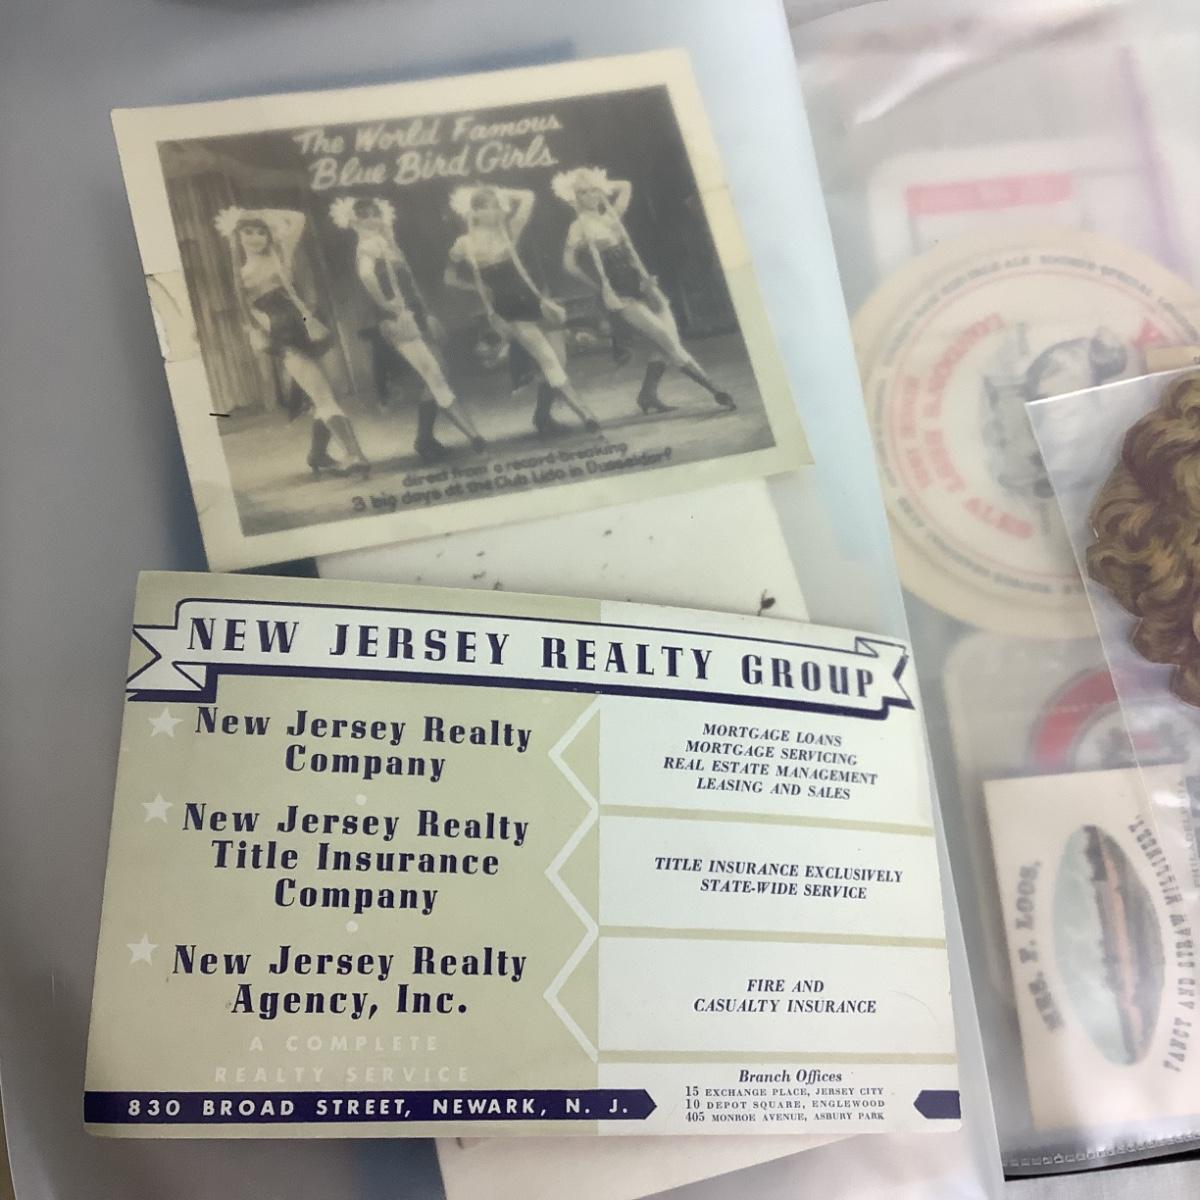 The World Famous
Blue Bird Girls
direct from a record-breaking
3 big days at the Club Lido in Dusseldorf
NEW JERSEY REALTY GROUP
New Jersey Realty
Company
MORTGAGE LOANS
MORTGAGE SERVICING
REAL ESTATE MANAGEMENT
LEASING AND SALES
New Jersey Realty
Title Insurance
Company
TITLE INSURANCE EXCLUSIVELY
STATE-WIDE SERVICE
New Jersey Realty
Agency, Inc.
FIRE AND
CASUALTY INSURANCE
A COMPLETE
REALTY SERVICE
830 BROAD STREET, NEWARK, N. J.
Branch Offices
15 EXCHANGE PLACE, JERSEY CITY
10 DEPOT SQUARE, ENGLEWOOD
405 MONROE AVENUE, ASBURY PARK
MRS. F. LOOS,
FANCY AND STRAW MILLINERY,